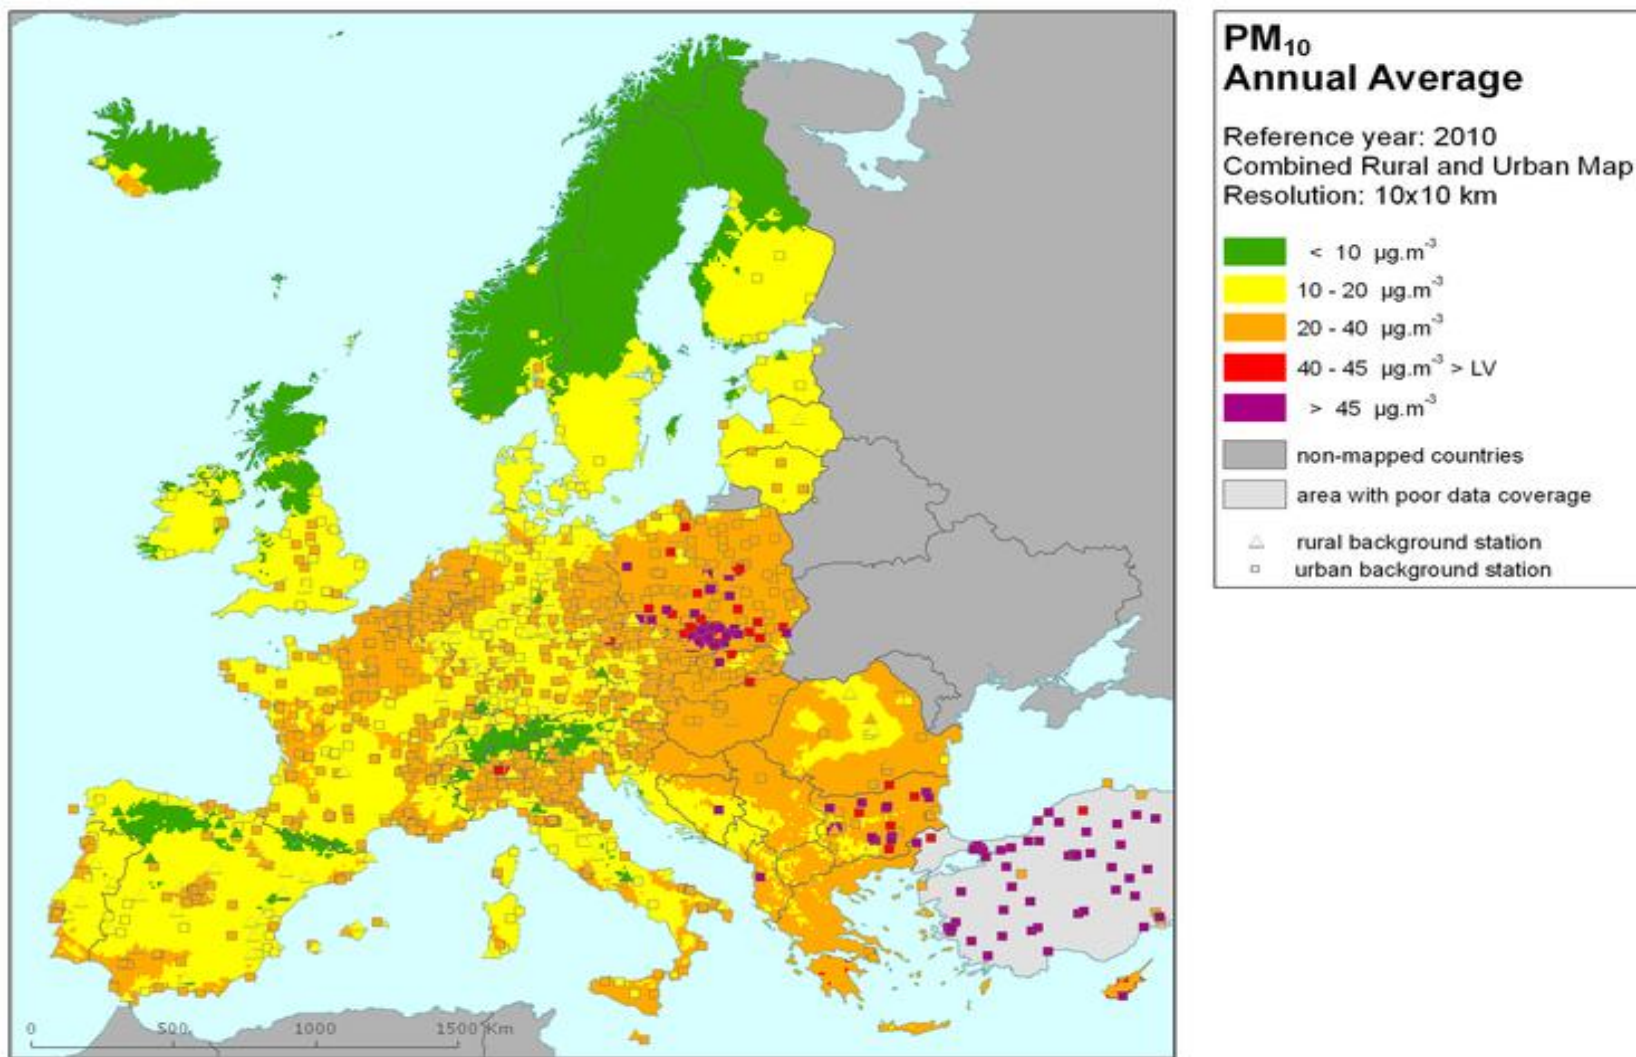 PM₁₀
Annual Average
Reference year: 2010
Combined Rural and Urban Map
Resolution: 10x10 km
< 10 µg.m⁻³
10 - 20 µg.m⁻³
20 - 40 µg.m⁻³
40 - 45 µg.m⁻³ > LV
> 45 µg.m⁻³
non-mapped countries
area with poor data coverage
rural background station
urban background station
0 500 1000 1500 Km